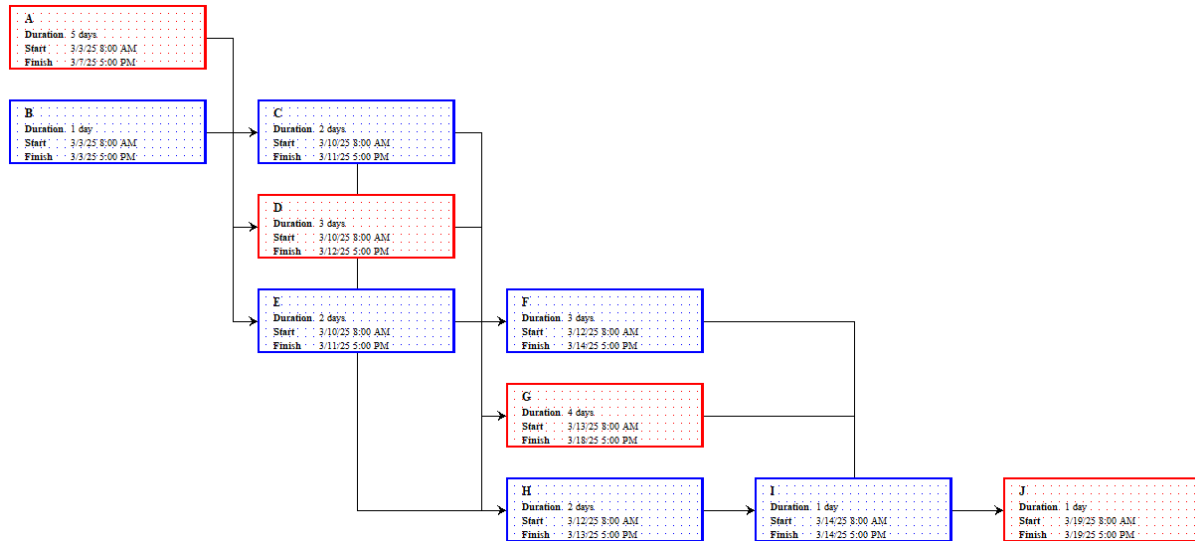 A
Duration 5 days
Start 3/3/25 8:00 AM
Finish 3/7/25 5:00 PM
B
Duration 1 day
Start 3/3/25 8:00 AM
Finish 3/3/25 5:00 PM
C
Duration 2 days
Start 3/10/25 8:00 AM
Finish 3/11/25 5:00 PM
D
Duration 3 days
Start 3/10/25 8:00 AM
Finish 3/12/25 5:00 PM
E
Duration 2 days
Start 3/10/25 8:00 AM
Finish 3/11/25 5:00 PM
F
Duration 3 days
Start 3/12/25 8:00 AM
Finish 3/14/25 5:00 PM
G
Duration 4 days
Start 3/13/25 8:00 AM
Finish 3/18/25 5:00 PM
H
Duration 2 days
Start 3/12/25 8:00 AM
Finish 3/13/25 5:00 PM
I
Duration 1 day
Start 3/14/25 8:00 AM
Finish 3/14/25 5:00 PM
J
Duration 1 day
Start 3/19/25 8:00 AM
Finish 3/19/25 5:00 PM